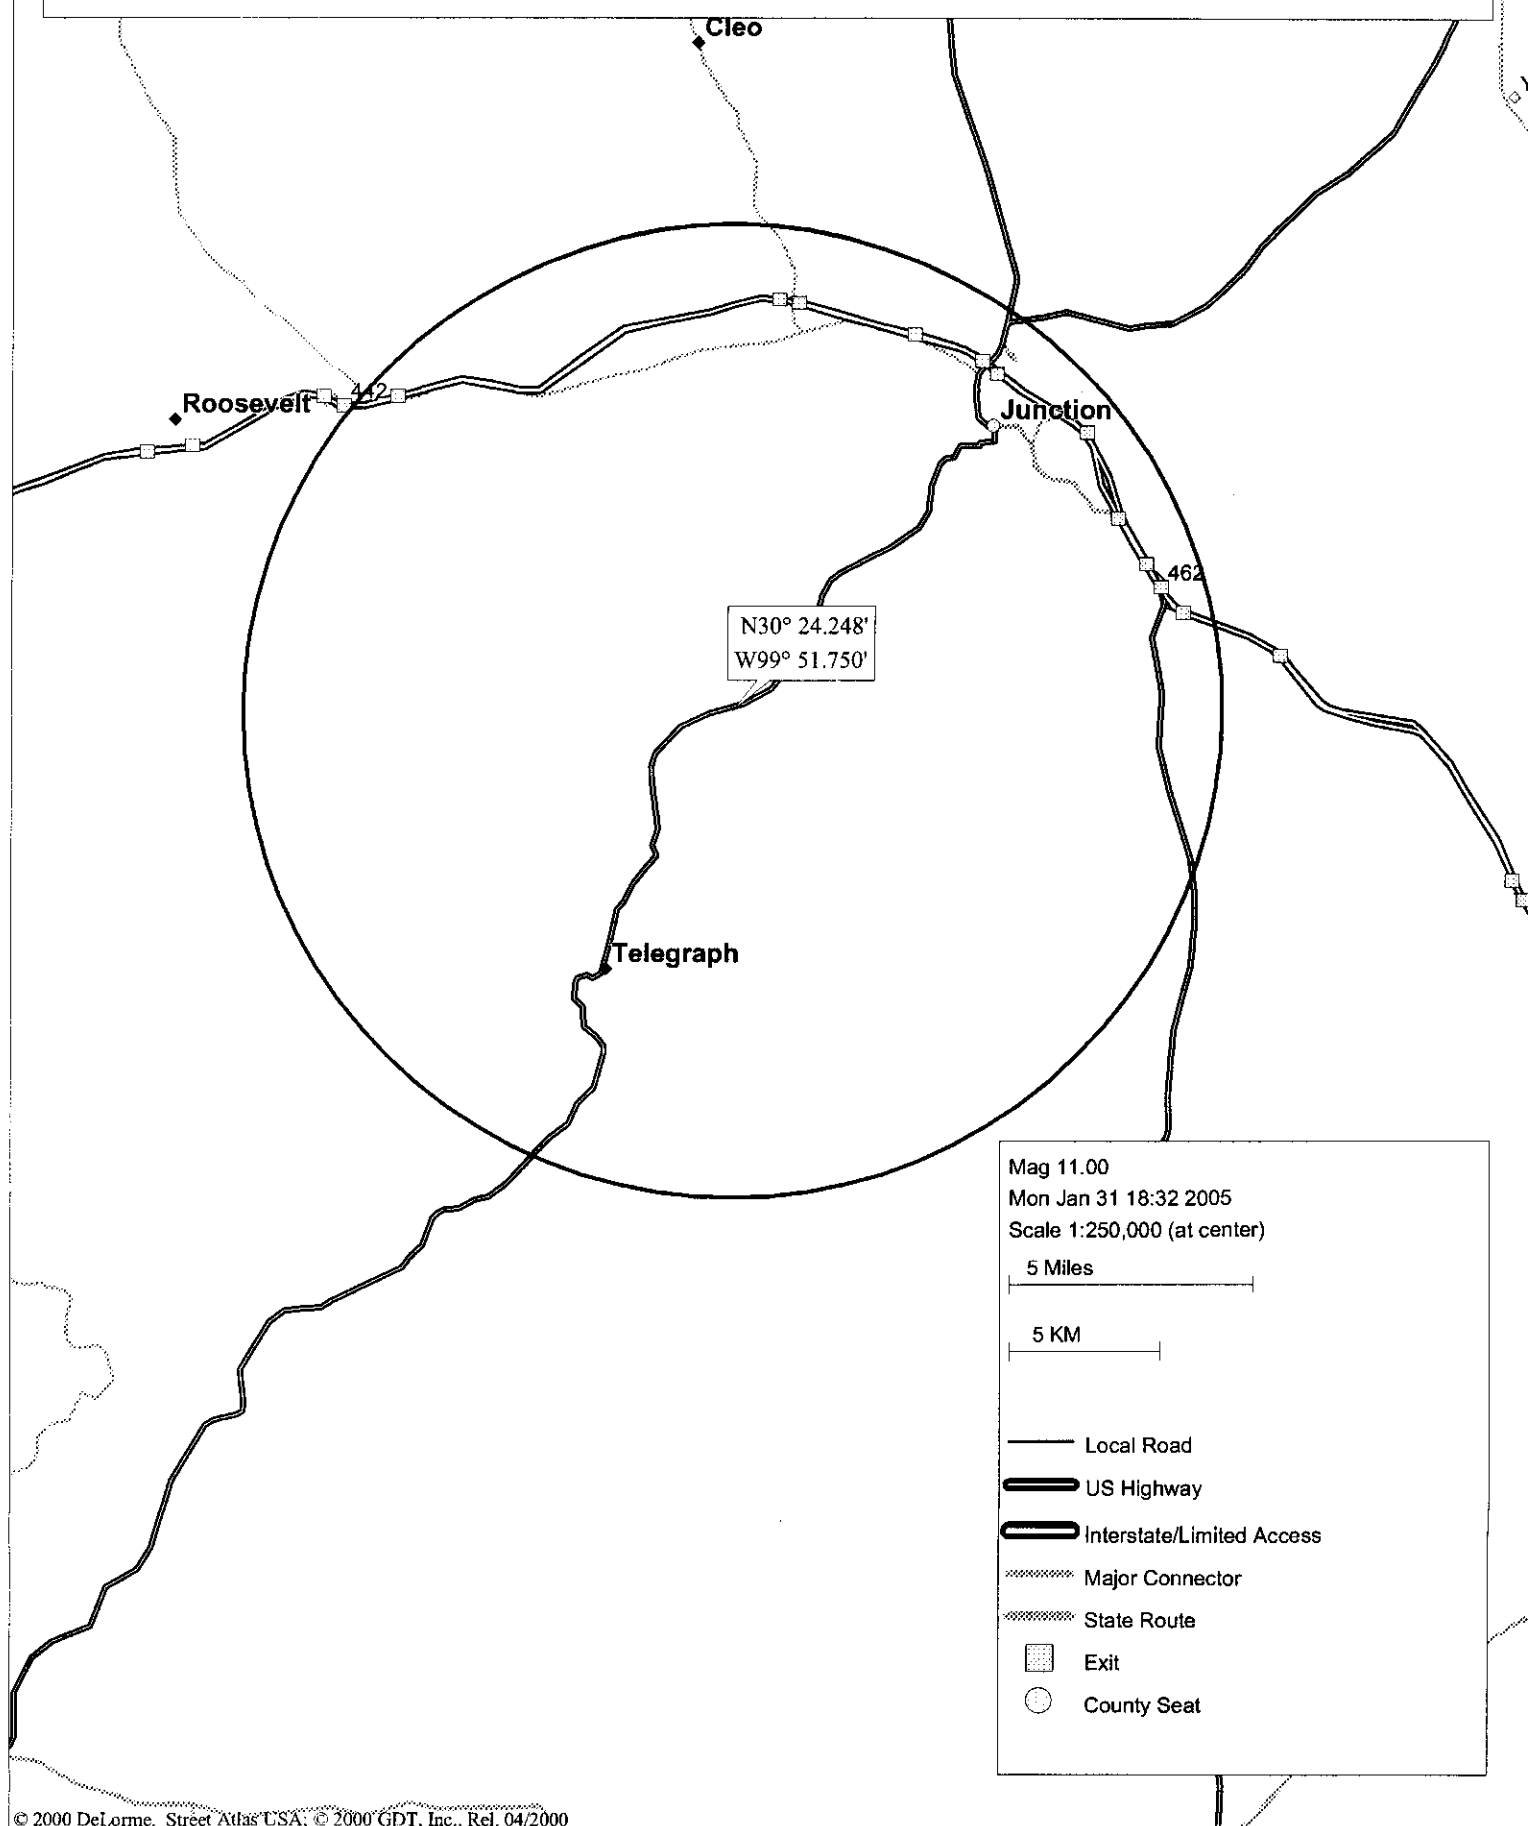 Cleo
442
Roosevelt
Junction
462
N30° 24.248'
W99° 51.750'
Telegraph
Mag 11.00
Mon Jan 31 18:32 2005
Scale 1:250,000 (at center)
5 Miles
5 KM
Local Road
US Highway
Interstate/Limited Access
Major Connector
State Route
Exit
County Seat
© 2000 DeLorme. Street Atlas USA; © 2000 GDT, Inc., Rel. 04/2000